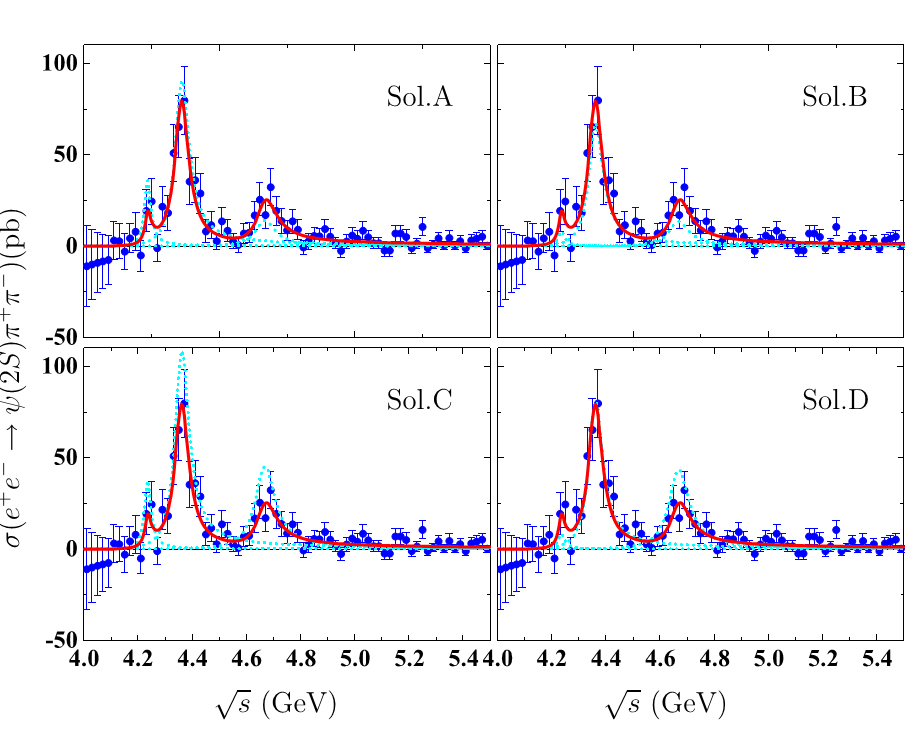 σ(e⁺e⁻ → ψ(2S)π⁺π⁻)(pb)
100
50
0
-50
Sol.A
Sol.B
100
50
0
-50
Sol.C
Sol.D
4.0 4.2 4.4 4.6 4.8 5.0 5.2 5.4 4.0 4.2 4.4 4.6 4.8 5.0 5.2 5.4
√s (GeV) √s (GeV)